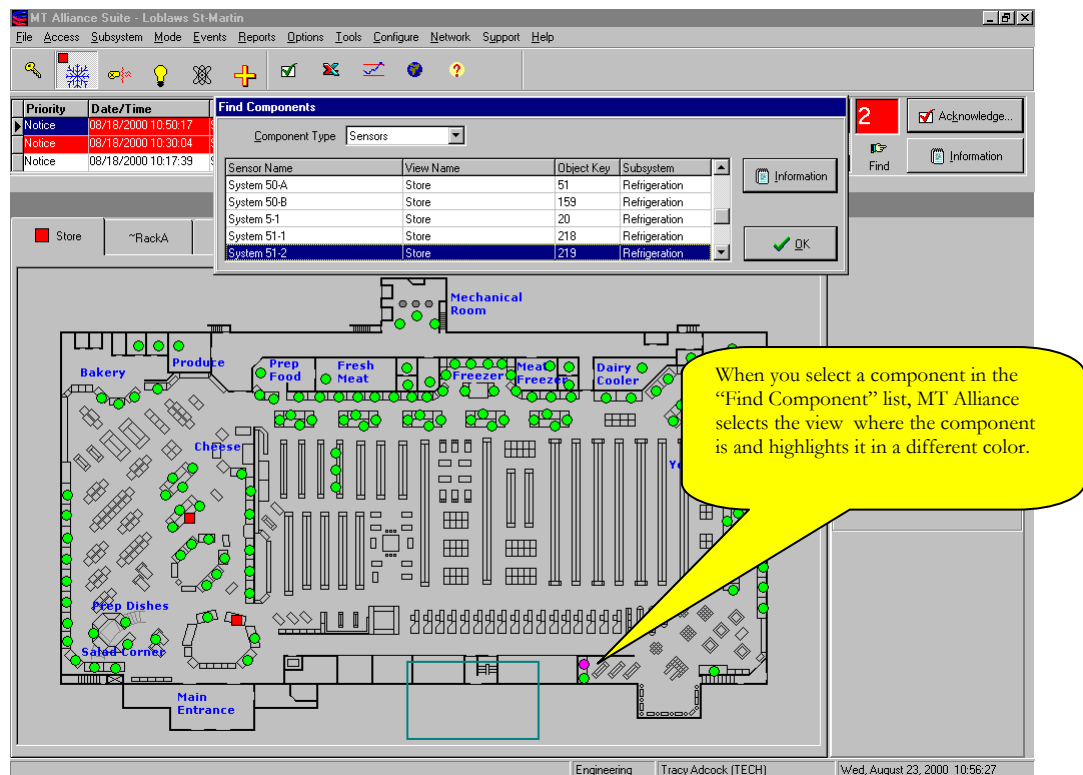 MT Alliance Suite - Loblaws St-Martin
File Access Subsystem Mode Events Reports Options Tools Configure Network Support Help
Priority Date/Time
Notice 08/18/2000 10:50:17
Notice 08/18/2000 10:30:04
Notice 08/18/2000 10:17:39
Find Components
Component Type Sensors
Sensor Name View Name Object Key Subsystem
System 50-A Store 51 Refrigeration
System 50-B Store 159 Refrigeration
System 5-1 Store 20 Refrigeration
System 51-1 Store 218 Refrigeration
System 51-2 Store 219 Refrigeration
Information
OK
2
Acknowledge...
Find
Information
Store
~RackA
Mechanical
Room
Bakery
Produce
Prep
Food
Fresh
Meat
Freezer
Meat
Freezer
Dairy
Cooler
Cheese
Prep Dishes
Salad Corner
Main
Entrance
When you select a component in the
“Find Component” list, MT Alliance
selects the view where the component
is and highlights it in a different color.
Engineering Tracy Adcock (TECH) Wed, August 23, 2000 10:56:27